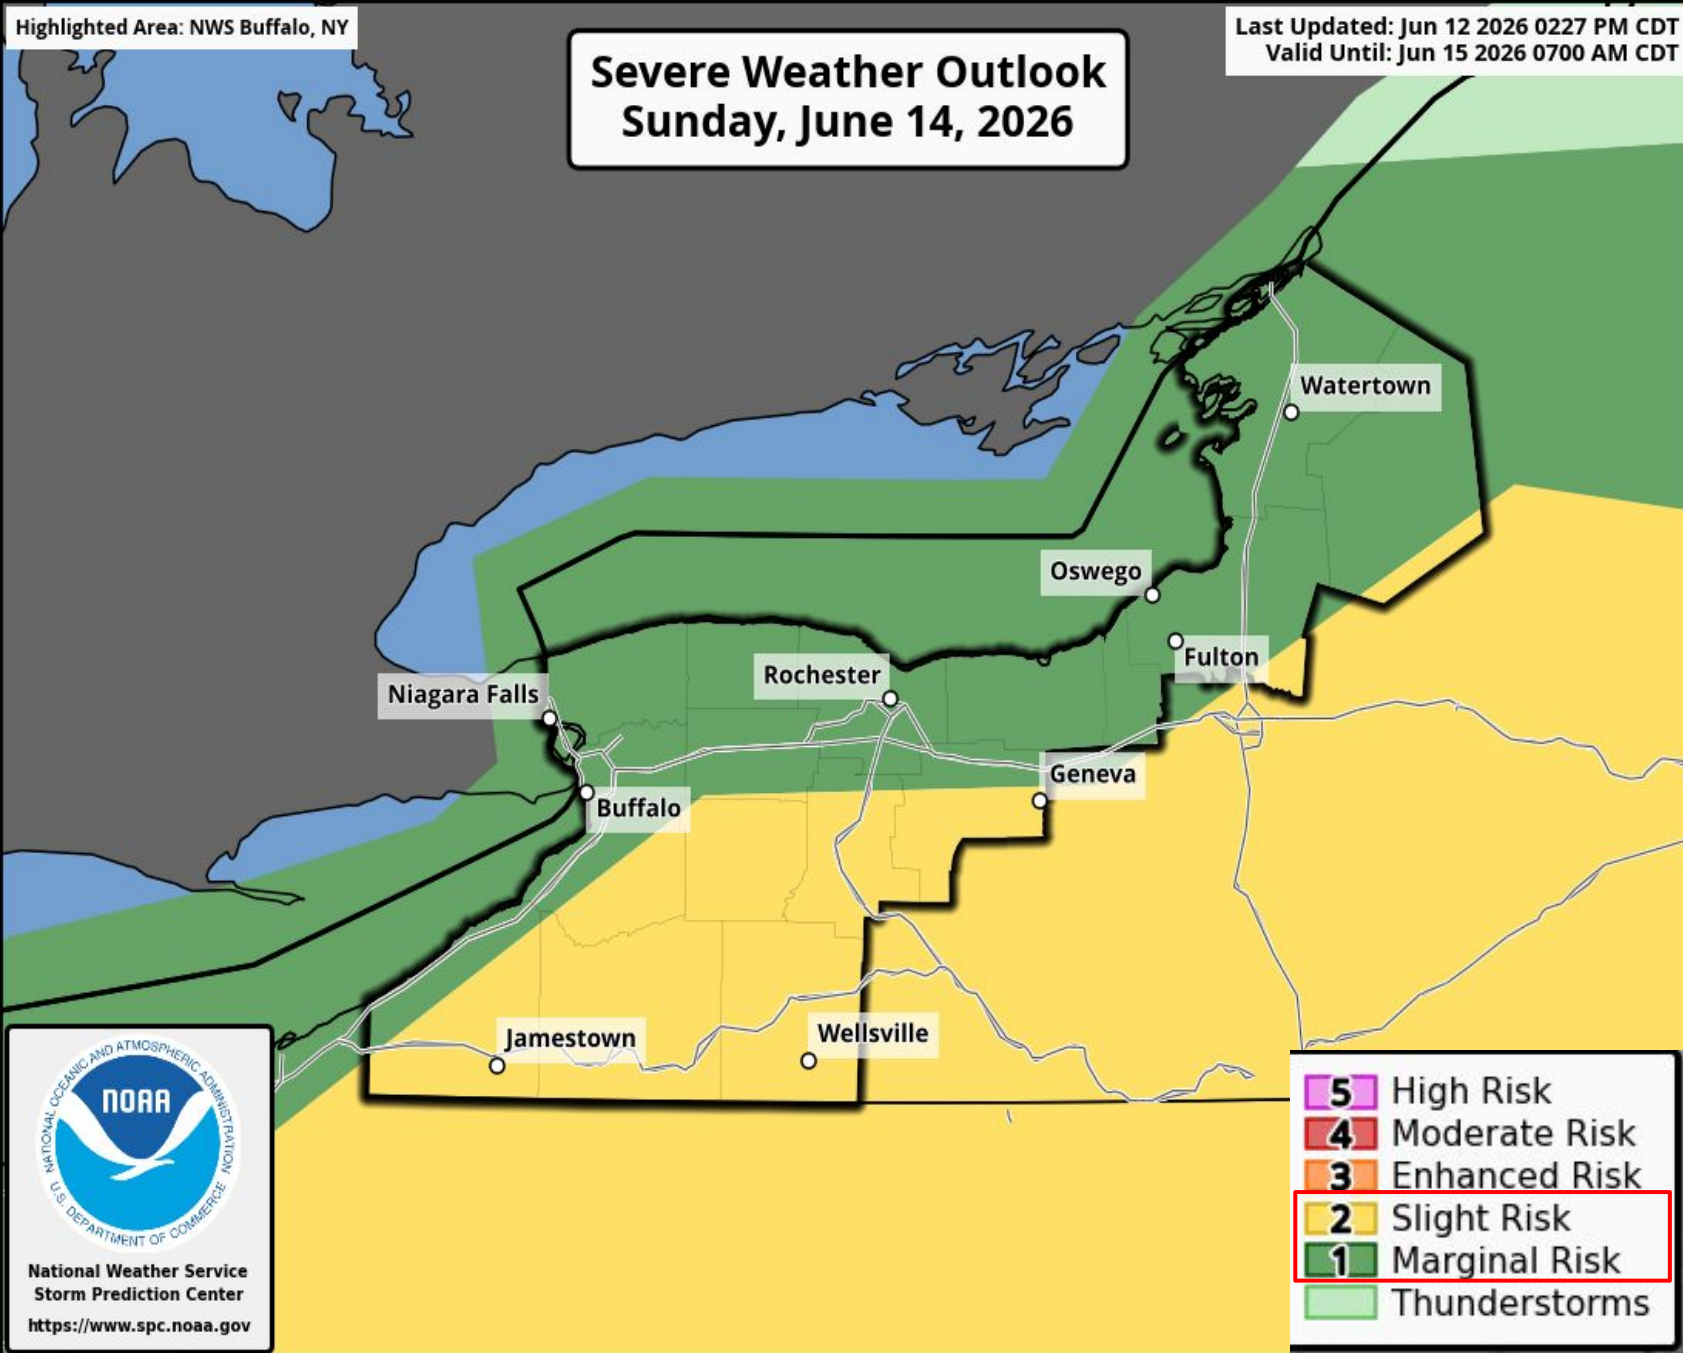 Highlighted Area: NWS Buffalo, NY
Last Updated: Jun 12 2026 0227 PM CDT
Valid Until: Jun 15 2026 0700 AM CDT
Severe Weather Outlook
Sunday, June 14, 2026
Watertown
Oswego
Fulton
Rochester
Niagara Falls
Geneva
Buffalo
Jamestown
Wellsville
NATIONAL OCEANIC AND ATMOSPHERIC ADMINISTRATION
NOAA
U.S. DEPARTMENT OF COMMERCE
National Weather Service
Storm Prediction Center
https://www.spc.noaa.gov
5 High Risk
4 Moderate Risk
3 Enhanced Risk
2 Slight Risk
1 Marginal Risk
Thunderstorms